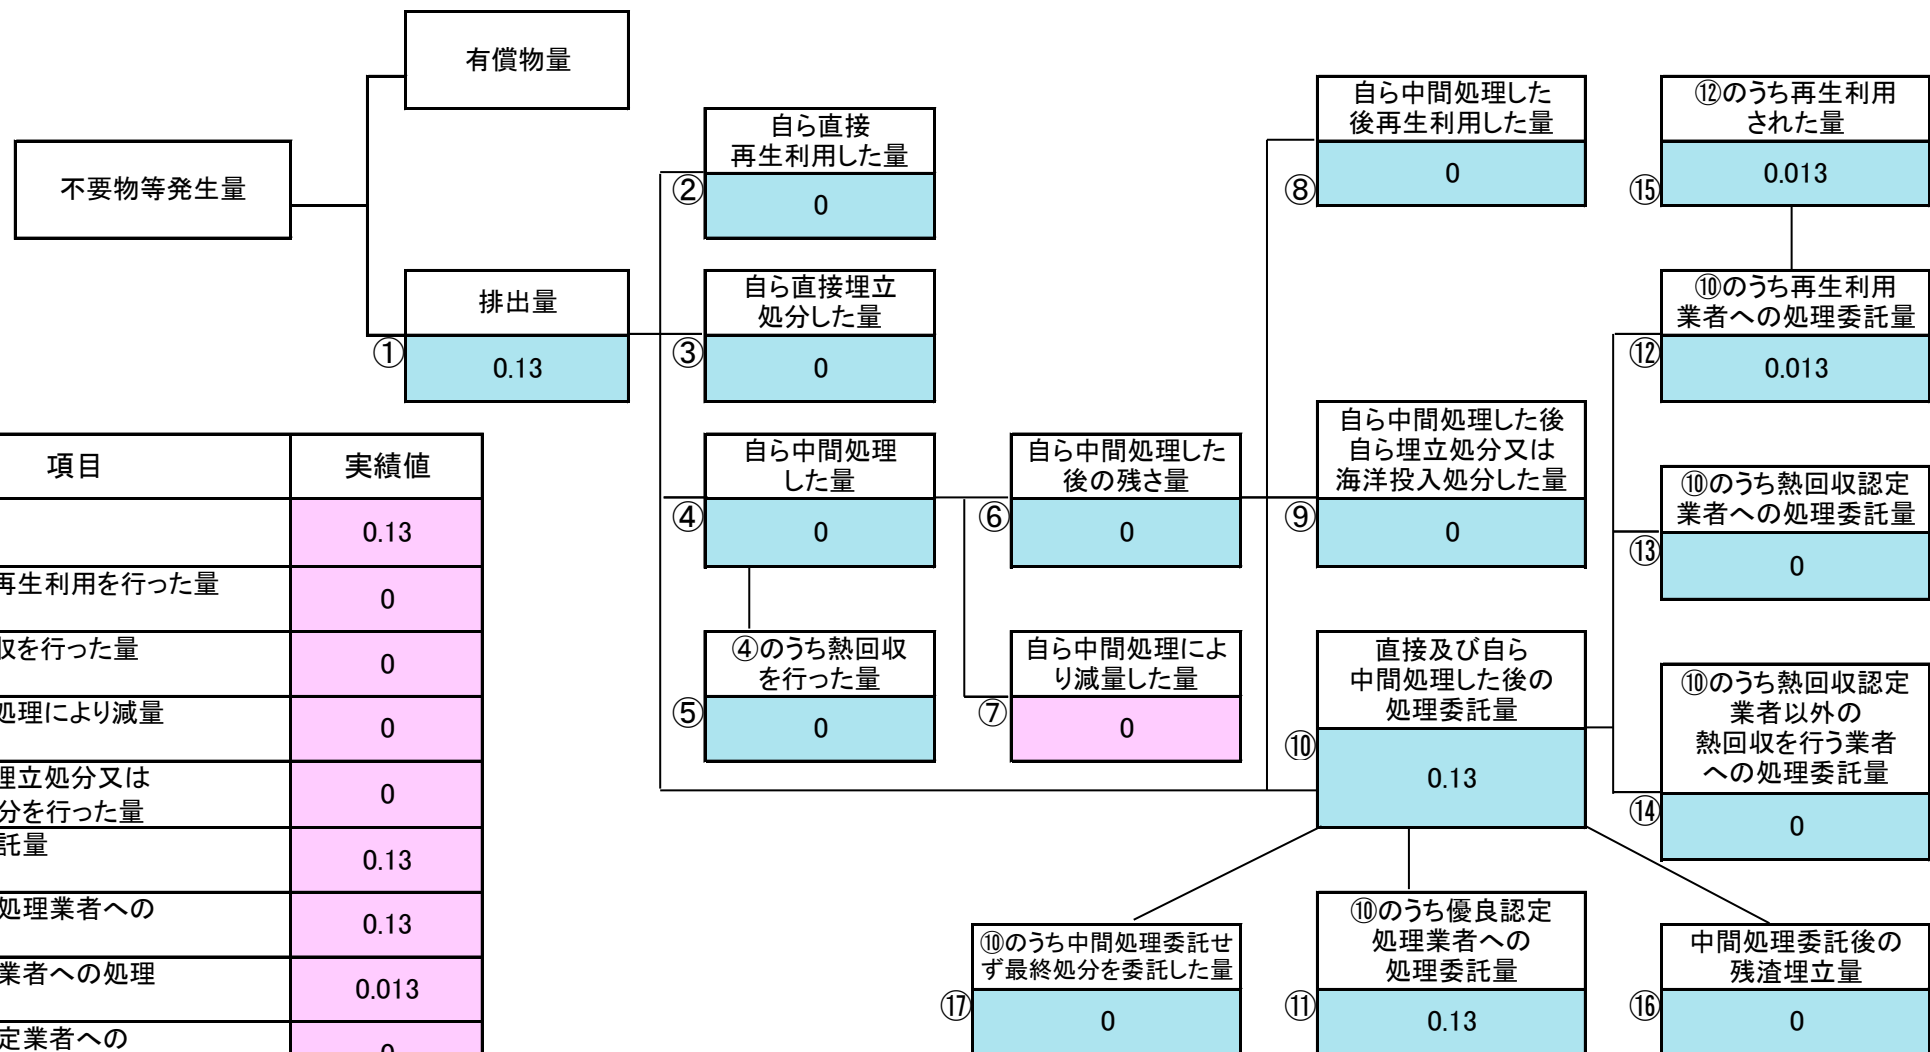 有償物量
不要物等発生量
排出量
①
0.13
自ら直接
再生利用した量
②
0
自ら直接埋立
処分した量
③
0
自ら中間処理
した量
④
0
④のうち熱回収
を行った量
⑤
0
自ら中間処理した
後の残さ量
⑥
0
自ら中間処理によ
り減量した量
⑦
0
自ら中間処理した
後再生利用した量
⑧
0
自ら中間処理した後
自ら埋立処分又は
海洋投入処分した量
⑨
0
直接及び自ら
中間処理した後の
処理委託量
⑩
0.13
⑫のうち再生利用
された量
⑮
0.013
⑩のうち再生利用
業者への処理委託量
⑫
0.013
⑩のうち熱回収認定
業者への処理委託量
⑬
0
⑩のうち熱回収認定
業者以外の
熱回収を行う業者
への処理委託量
⑭
0
⑩のうち中間処理委託せ
ず最終処分を委託した量
⑰
0
⑩のうち優良認定
処理業者への
処理委託量
⑪
0.13
中間処理委託後の
残渣埋立量
⑯
0
項目 実績値
0.13
再生利用を行った量
0
収を行った量
0
処理により減量
0
埋立処分又は
分を行った量
0
託量
0.13
処理業者への
0.13
業者への処理
0.013
定業者への
0